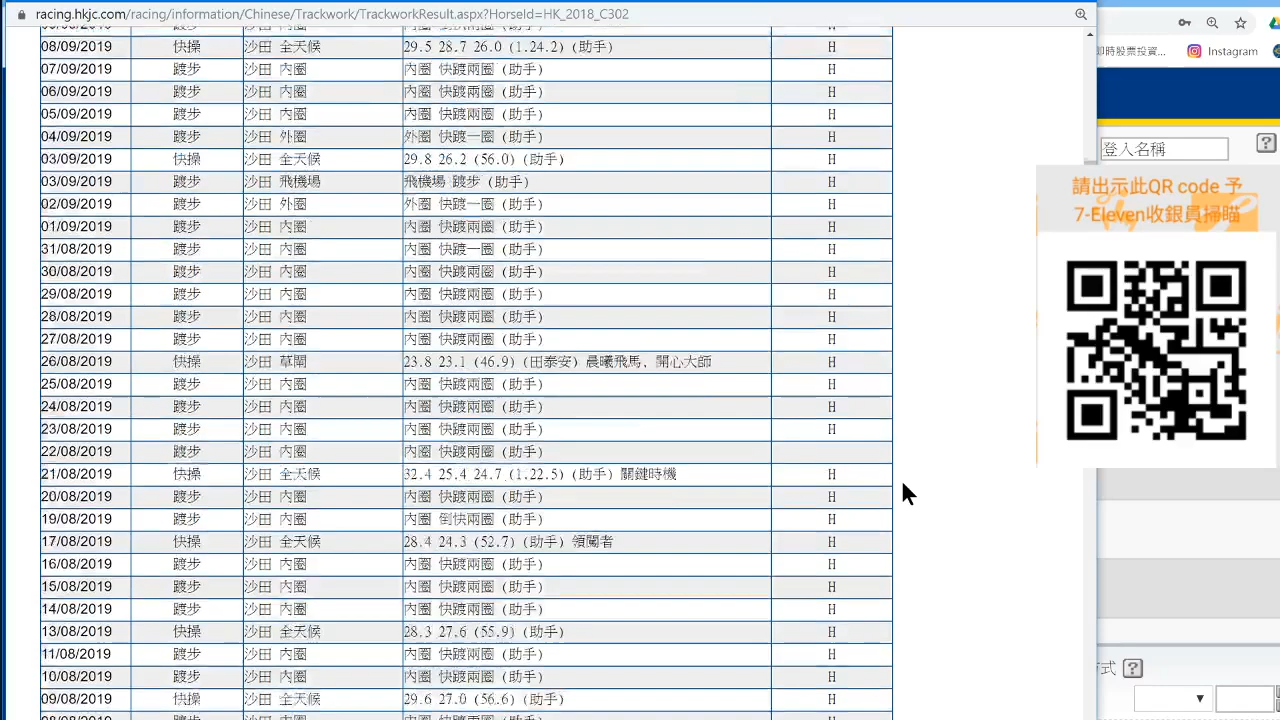 racing.hkjc.com/racing/information/Chinese/Trackwork/TrackworkResult.aspx?HorseId=HK_2018_C302
即時股票投資...
Instagram
登入名稱
?
請出示此QR code 予
7-Eleven收銀員掃瞄
08/09/2019 快操 沙田 全天候 29.5 28.7 26.0 (1.24.2) (助手) H
07/09/2019 踱步 沙田 內圈 內圈 快踱兩圈 (助手) H
06/09/2019 踱步 沙田 內圈 內圈 快踱兩圈 (助手) H
05/09/2019 踱步 沙田 內圈 內圈 快踱兩圈 (助手) H
04/09/2019 踱步 沙田 外圈 外圈 快踱一圈 (助手) H
03/09/2019 快操 沙田 全天候 29.8 26.2 (56.0) (助手) H
03/09/2019 踱步 沙田 飛機場 飛機場 踱步 (助手) H
02/09/2019 踱步 沙田 外圈 外圈 快踱一圈 (助手) H
01/09/2019 踱步 沙田 內圈 內圈 快踱兩圈 (助手) H
31/08/2019 踱步 沙田 內圈 內圈 快踱一圈 (助手) H
30/08/2019 踱步 沙田 內圈 內圈 快踱兩圈 (助手) H
29/08/2019 踱步 沙田 內圈 內圈 快踱兩圈 (助手) H
28/08/2019 踱步 沙田 內圈 內圈 快踱兩圈 (助手) H
27/08/2019 踱步 沙田 內圈 內圈 快踱兩圈 (助手) H
26/08/2019 快操 沙田 草閘 23.8 23.1 (46.9) (田泰安) 晨曦飛馬, 開心大師 H
25/08/2019 踱步 沙田 內圈 內圈 快踱兩圈 (助手) H
24/08/2019 踱步 沙田 內圈 內圈 快踱兩圈 (助手) H
23/08/2019 踱步 沙田 內圈 內圈 快踱兩圈 (助手) H
22/08/2019 踱步 沙田 內圈 內圈 快踱兩圈 (助手)
21/08/2019 快操 沙田 全天候 32.4 25.4 24.7 (1.22.5) (助手) 關鍵時機 H
20/08/2019 踱步 沙田 內圈 內圈 快踱兩圈 (助手) H
19/08/2019 踱步 沙田 內圈 內圈 倒快兩圈 (助手) H
17/08/2019 快操 沙田 全天候 28.4 24.3 (52.7) (助手) 領闖者 H
16/08/2019 踱步 沙田 內圈 內圈 快踱兩圈 (助手) H
15/08/2019 踱步 沙田 內圈 內圈 快踱兩圈 (助手) H
14/08/2019 踱步 沙田 內圈 內圈 快踱兩圈 (助手) H
13/08/2019 快操 沙田 全天候 28.3 27.6 (55.9) (助手) H
11/08/2019 踱步 沙田 內圈 內圈 快踱兩圈 (助手) H
10/08/2019 踱步 沙田 內圈 內圈 快踱兩圈 (助手) H
09/08/2019 快操 沙田 全天候 29.6 27.0 (56.6) (助手) H
式 ?